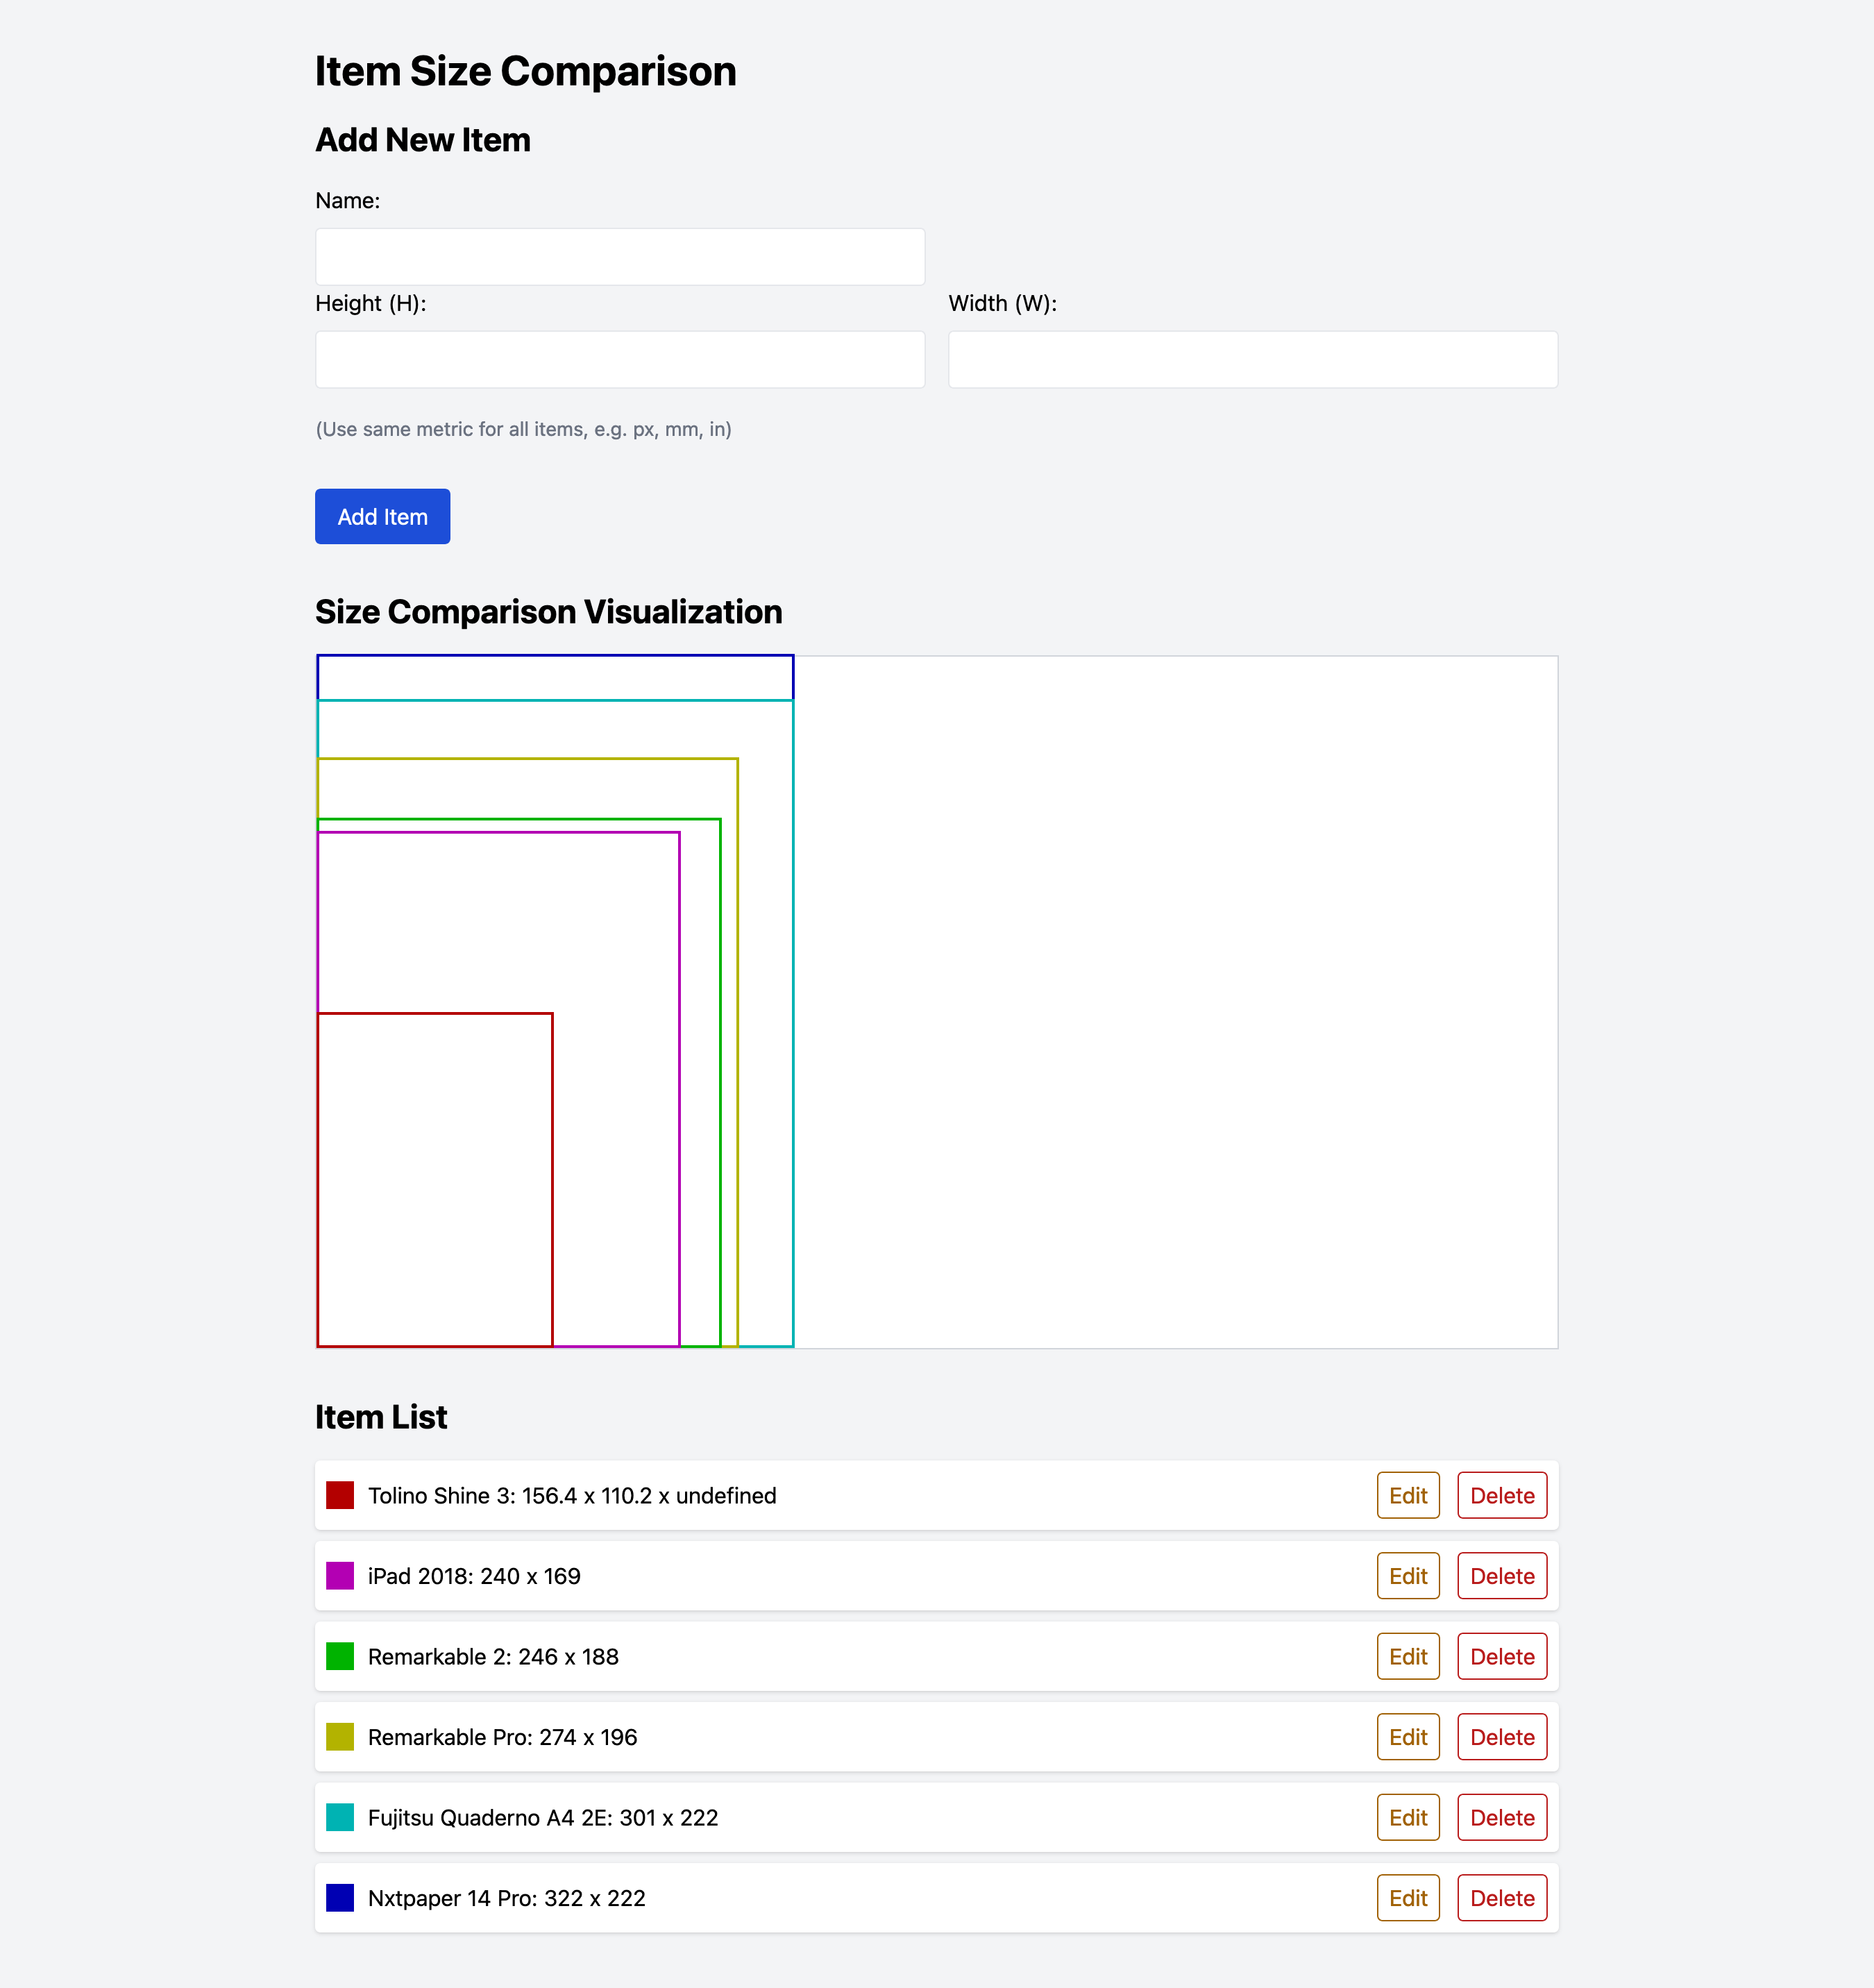 Item Size Comparison
Add New Item
Name:
Height (H): Width (W):
(Use same metric for all items, e.g. px, mm, in)
Add Item
Size Comparison Visualization
Item List
Tolino Shine 3: 156.4 x 110.2 x undefined Edit Delete
iPad 2018: 240 x 169 Edit Delete
Remarkable 2: 246 x 188 Edit Delete
Remarkable Pro: 274 x 196 Edit Delete
Fujitsu Quaderno A4 2E: 301 x 222 Edit Delete
Nxtpaper 14 Pro: 322 x 222 Edit Delete